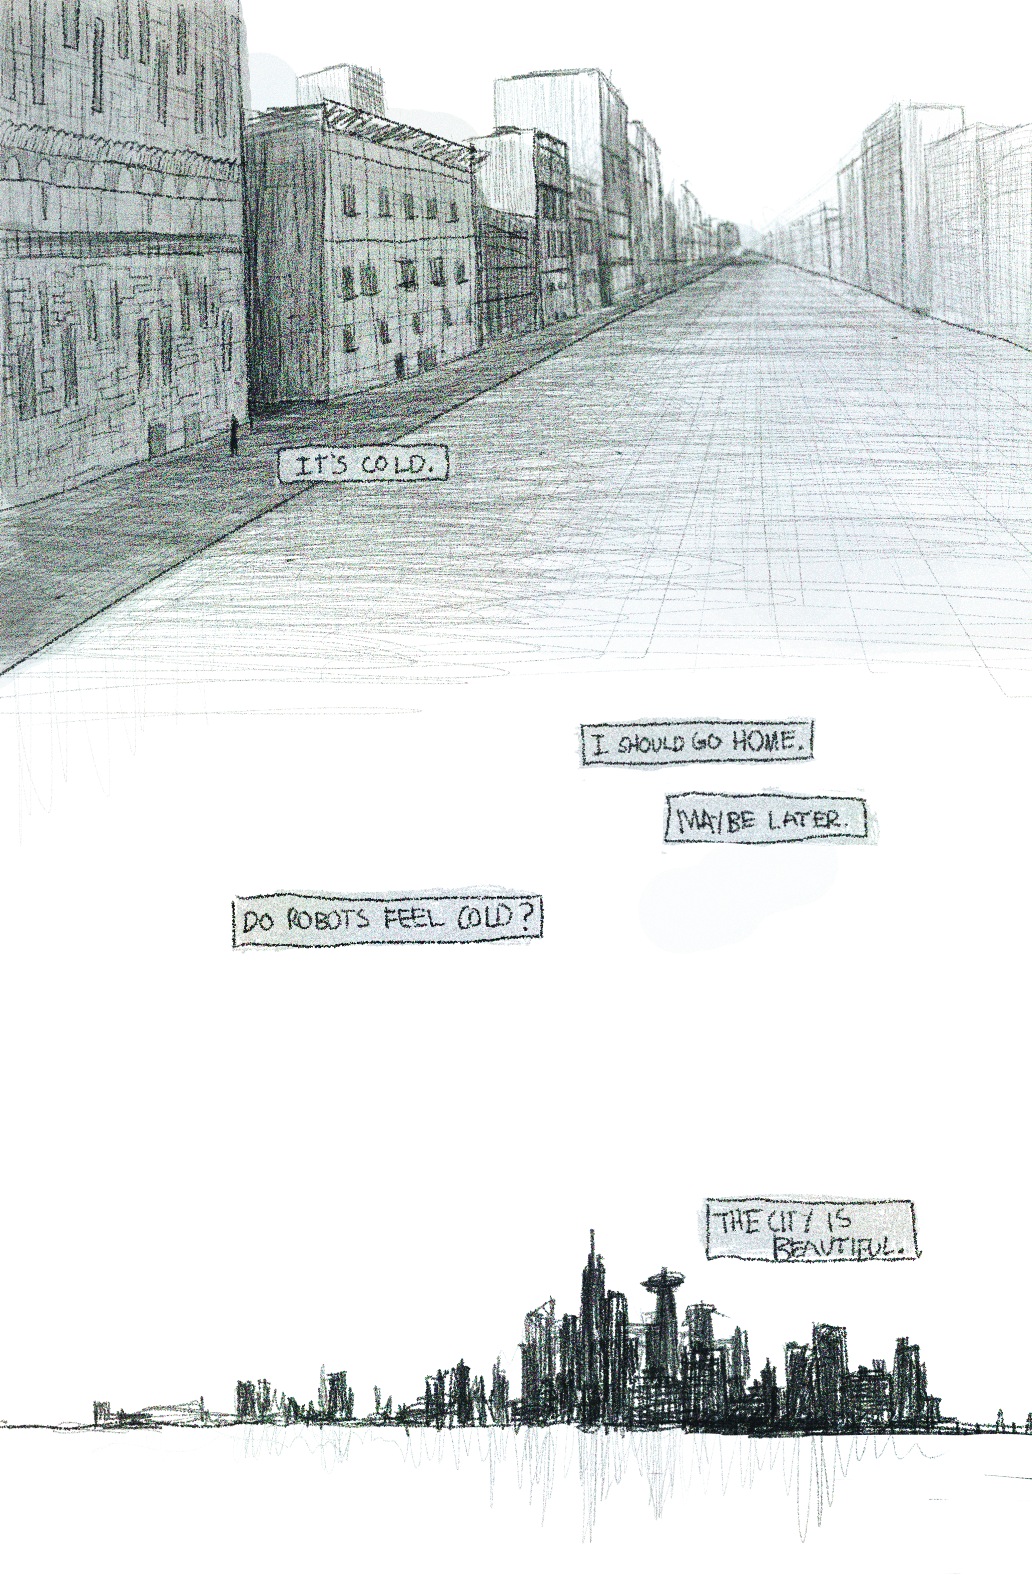 IT'S COLD.
I SHOULD GO HOME.
MAYBE LATER.
DO ROBOTS FEEL COLD?
THE CITY IS
BEAUTIFUL.